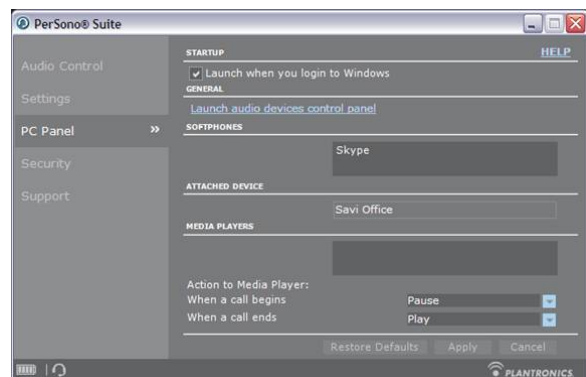 PerSono® Suite
Audio Control
Settings
PC Panel »
Security
Support
STARTUP
HELP
Launch when you login to Windows
GENERAL
Launch audio devices control panel
SOFTPHONES
Skype
ATTACHED DEVICE
Savi Office
MEDIA PLAYERS
Action to Media Player:
When a call begins Pause
When a call ends Play
Restore Defaults Apply Cancel
PLANTRONICS